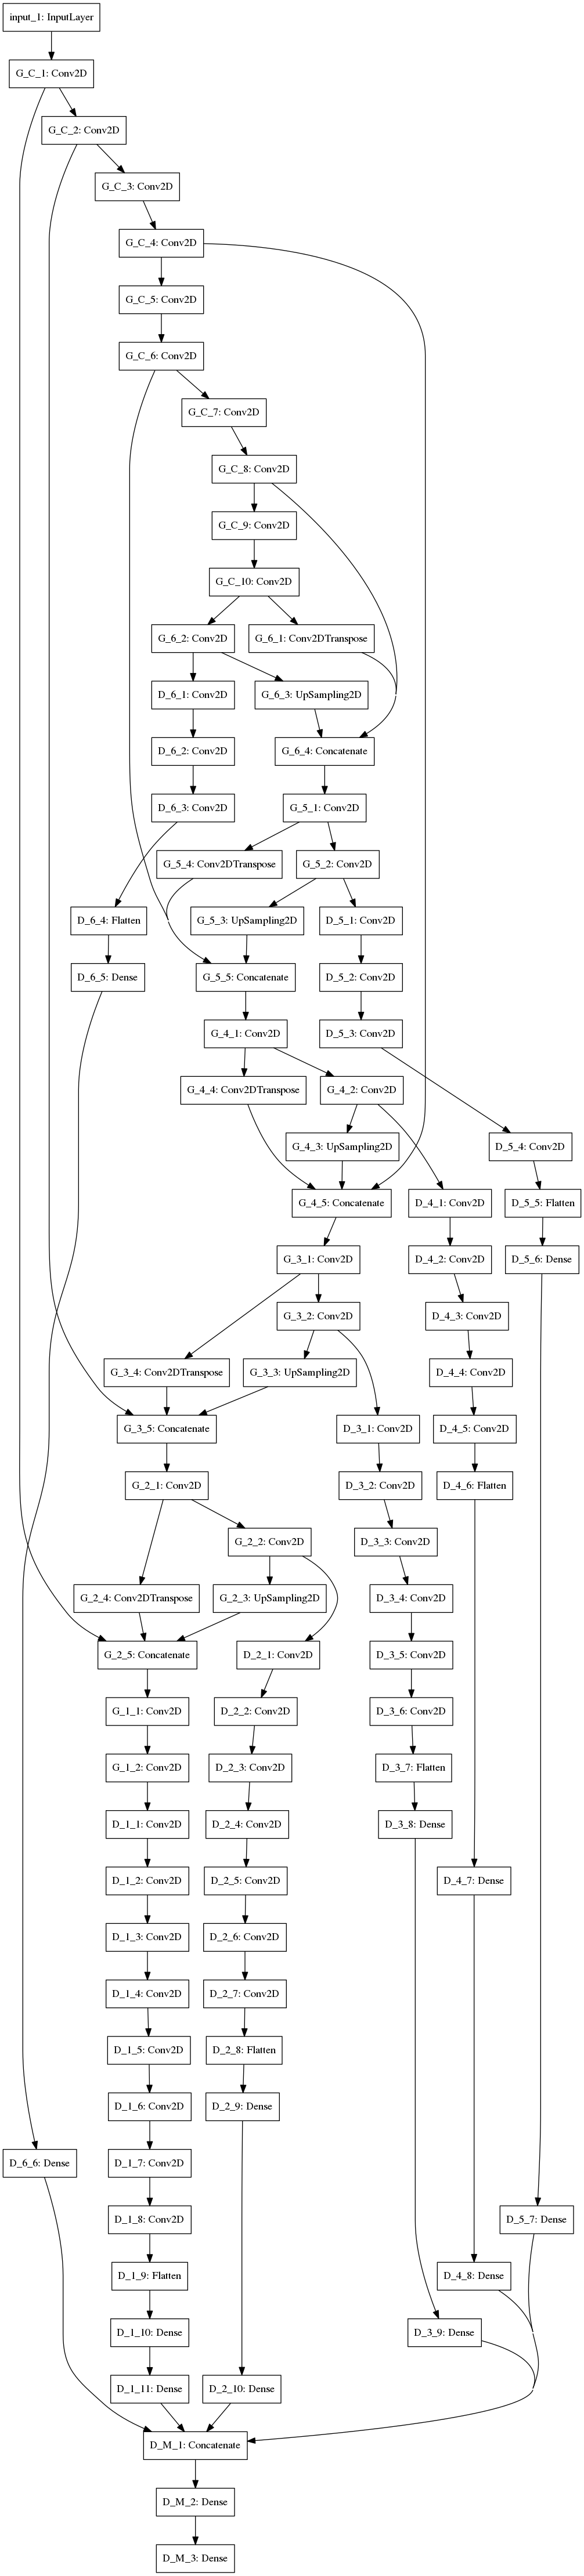 input_1: InputLayer
G_C_1: Conv2D
G_C_2: Conv2D
G_C_3: Conv2D
G_C_4: Conv2D
G_C_5: Conv2D
G_C_6: Conv2D
G_C_7: Conv2D
G_C_8: Conv2D
G_C_9: Conv2D
G_C_10: Conv2D
G_6_2: Conv2D
G_6_1: Conv2DTranspose
D_6_1: Conv2D
G_6_3: UpSampling2D
D_6_2: Conv2D
G_6_4: Concatenate
D_6_3: Conv2D
G_5_1: Conv2D
G_5_4: Conv2DTranspose
G_5_2: Conv2D
D_6_4: Flatten
G_5_3: UpSampling2D
D_5_1: Conv2D
D_6_5: Dense
G_5_5: Concatenate
D_5_2: Conv2D
G_4_1: Conv2D
D_5_3: Conv2D
G_4_4: Conv2DTranspose
G_4_2: Conv2D
G_4_3: UpSampling2D
D_5_4: Conv2D
G_4_5: Concatenate
D_4_1: Conv2D
D_5_5: Flatten
G_3_1: Conv2D
D_4_2: Conv2D
D_5_6: Dense
G_3_2: Conv2D
D_4_3: Conv2D
G_3_4: Conv2DTranspose
G_3_3: UpSampling2D
D_4_4: Conv2D
G_3_5: Concatenate
D_3_1: Conv2D
D_4_5: Conv2D
G_2_1: Conv2D
D_3_2: Conv2D
D_4_6: Flatten
G_2_2: Conv2D
D_3_3: Conv2D
G_2_4: Conv2DTranspose
G_2_3: UpSampling2D
D_3_4: Conv2D
G_2_5: Concatenate
D_2_1: Conv2D
D_3_5: Conv2D
G_1_1: Conv2D
D_2_2: Conv2D
D_3_6: Conv2D
G_1_2: Conv2D
D_2_3: Conv2D
D_3_7: Flatten
D_1_1: Conv2D
D_2_4: Conv2D
D_3_8: Dense
D_1_2: Conv2D
D_2_5: Conv2D
D_4_7: Dense
D_1_3: Conv2D
D_2_6: Conv2D
D_1_4: Conv2D
D_2_7: Conv2D
D_1_5: Conv2D
D_2_8: Flatten
D_1_6: Conv2D
D_2_9: Dense
D_6_6: Dense
D_1_7: Conv2D
D_1_8: Conv2D
D_5_7: Dense
D_1_9: Flatten
D_4_8: Dense
D_1_10: Dense
D_3_9: Dense
D_1_11: Dense
D_2_10: Dense
D_M_1: Concatenate
D_M_2: Dense
D_M_3: Dense